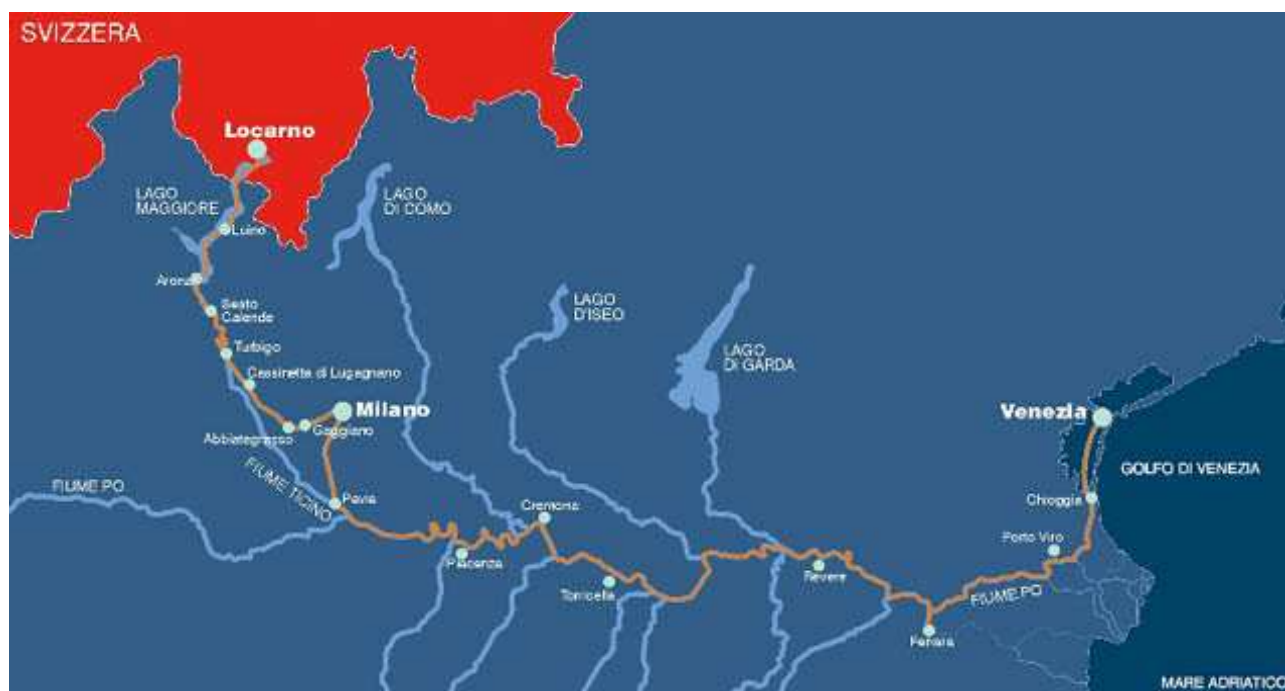 SVIZZERA
Locarno
LAGO
MAGGIORE
LAGO
DI COMO
Luino
Arona
Sesto
Calende
LAGO
D'ISEO
Turbigo
LAGO
DI GARDA
Cassinetta di Lugagnano
Milano
Venezia
Abbiategrasso
Gaggiano
GOLFO DI VENEZIA
FIUME PO
FIUME TICINO
Pavia
Chioggia
Cremona
Porto Viro
Piacenza
Torricella
Revere
FIUME PO
Ferrara
MARE ADRIATICO